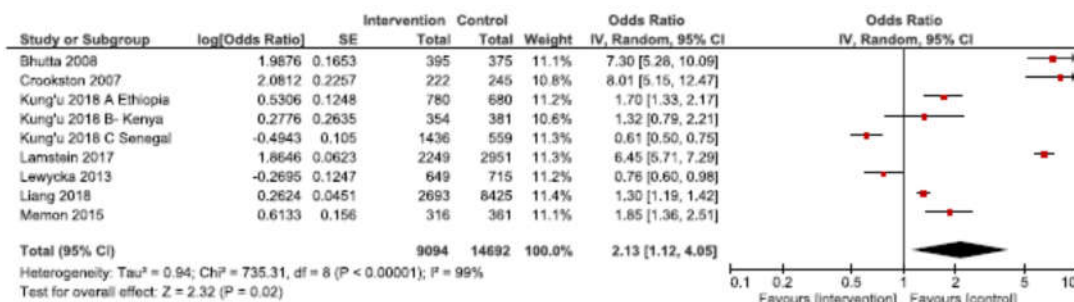 Intervention Control Odds Ratio Odds Ratio
Study or Subgroup log[Odds Ratio] SE Total Total Weight IV, Random, 95% CI IV, Random, 95% CI
Bhutta 2008 1.9876 0.1653 395 375 11.1% 7.30 [5.28, 10.09]
Crookston 2007 2.0812 0.2257 222 245 10.8% 8.01 [5.15, 12.47]
Kung'u 2018 A Ethiopia 0.5306 0.1248 780 680 11.2% 1.70 [1.33, 2.17]
Kung'u 2018 B- Kenya 0.2776 0.2635 354 381 10.6% 1.32 [0.79, 2.21]
Kung'u 2018 C Senegal -0.4943 0.105 1436 559 11.3% 0.61 [0.50, 0.75]
Lamstein 2017 1.8646 0.0623 2249 2951 11.3% 6.45 [5.71, 7.29]
Lewycka 2013 -0.2695 0.1247 649 715 11.2% 0.76 [0.60, 0.98]
Liang 2018 0.2624 0.0451 2693 8425 11.4% 1.30 [1.19, 1.42]
Memon 2015 0.6133 0.156 316 361 11.1% 1.85 [1.36, 2.51]
Total (95% CI) 9094 14692 100.0% 2.13 [1.12, 4.05]
Heterogeneity: Tau² = 0.94; Chi² = 735.31, df = 8 (P < 0.00001); I² = 99%
Test for overall effect: Z = 2.32 (P = 0.02)
0.1 0.2 0.5 1 2 5 10
Favours [intervention] Favours [control]